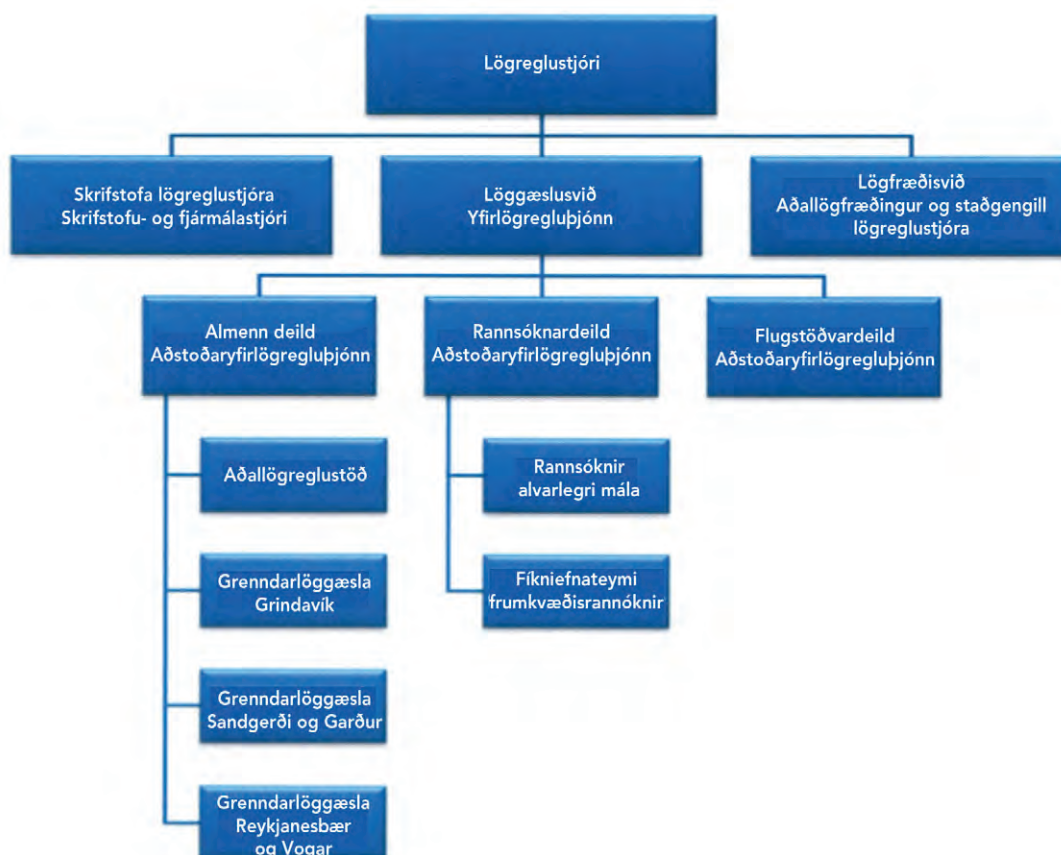 Lögreglustjóri
Skrifstofa lögreglustjóra
Skrifstofu- og fjármálastjóri
Löggæslusvið
Yfirlögregluþjónn
Lögfræðisvið
Aðallögfræðingur og staðgengill
lögreglustjóra
Almenn deild
Aðstoðaryfirlögregluþjónn
Rannsóknardeild
Aðstoðaryfirlögregluþjónn
Flugstöðvardeild
Aðstoðaryfirlögregluþjónn
Aðallögreglustöð
Grenndarlöggæsla
Grindavík
Grenndarlöggæsla
Sandgerði og Garður
Grenndarlöggæsla
Reykjanesbær
og Vogar
Rannsóknir
alvarlegri mála
Fíkniefnateymi
frumkvæðisrannóknir